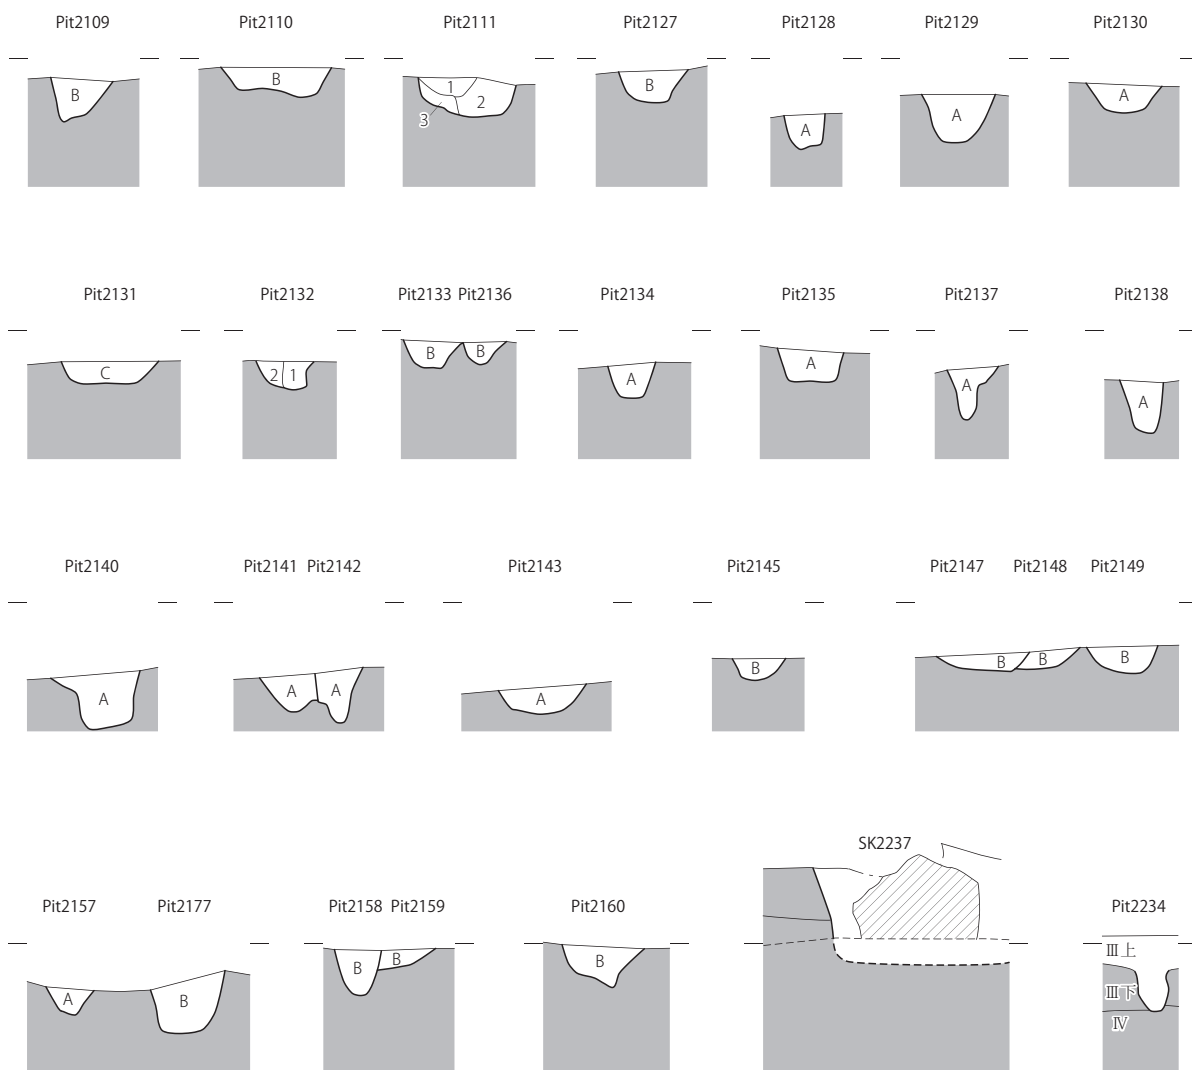 Pit2109 Pit2110 Pit2111 Pit2127 Pit2128 Pit2129 Pit2130
B B 1 2 3 B A A A
Pit2131 Pit2132 Pit2133 Pit2136 Pit2134 Pit2135 Pit2137 Pit2138
C 2 1 B B A A A A
Pit2140 Pit2141 Pit2142 Pit2143 Pit2145 Pit2147 Pit2148 Pit2149
A A A A B B B B
SK2237
Pit2157 Pit2177 Pit2158 Pit2159 Pit2160 Pit2234
A B B B B
Ⅲ上
Ⅲ下
Ⅳ